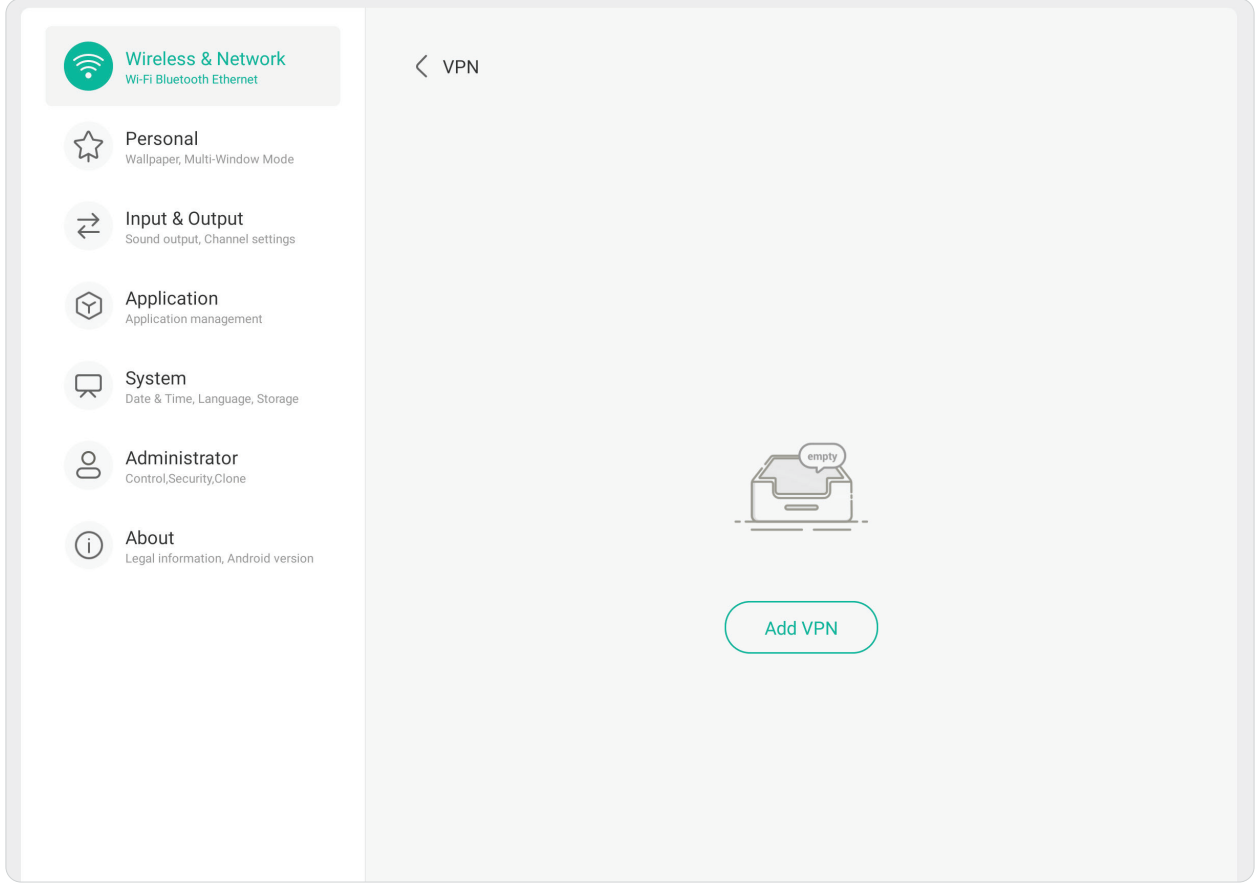 Wireless & Network
Wi-Fi Bluetooth Ethernet
Personal
Wallpaper, Multi-Window Mode
Input & Output
Sound output, Channel settings
Application
Application management
System
Date & Time, Language, Storage
Administrator
Control,Security,Clone
About
Legal information, Android version
VPN
empty
Add VPN